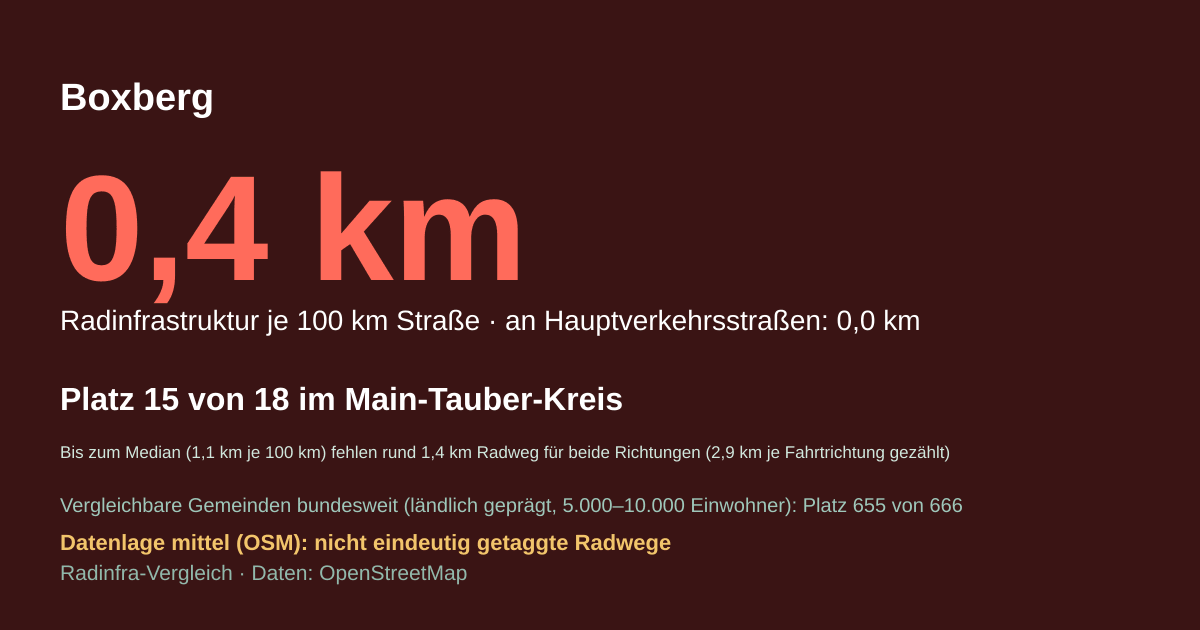 Boxberg
0,4 km
Radinfrastruktur je 100 km Straße · an Hauptverkehrsstraßen: 0,0 km
Platz 15 von 18 im Main-Tauber-Kreis
Bis zum Median (1,1 km je 100 km) fehlen rund 1,4 km Radweg für beide Richtungen (2,9 km je Fahrtrichtung gezählt)
Vergleichbare Gemeinden bundesweit (ländlich geprägt, 5.000–10.000 Einwohner): Platz 655 von 666
Datenlage mittel (OSM): nicht eindeutig getaggte Radwege
Radinfra-Vergleich · Daten: OpenStreetMap